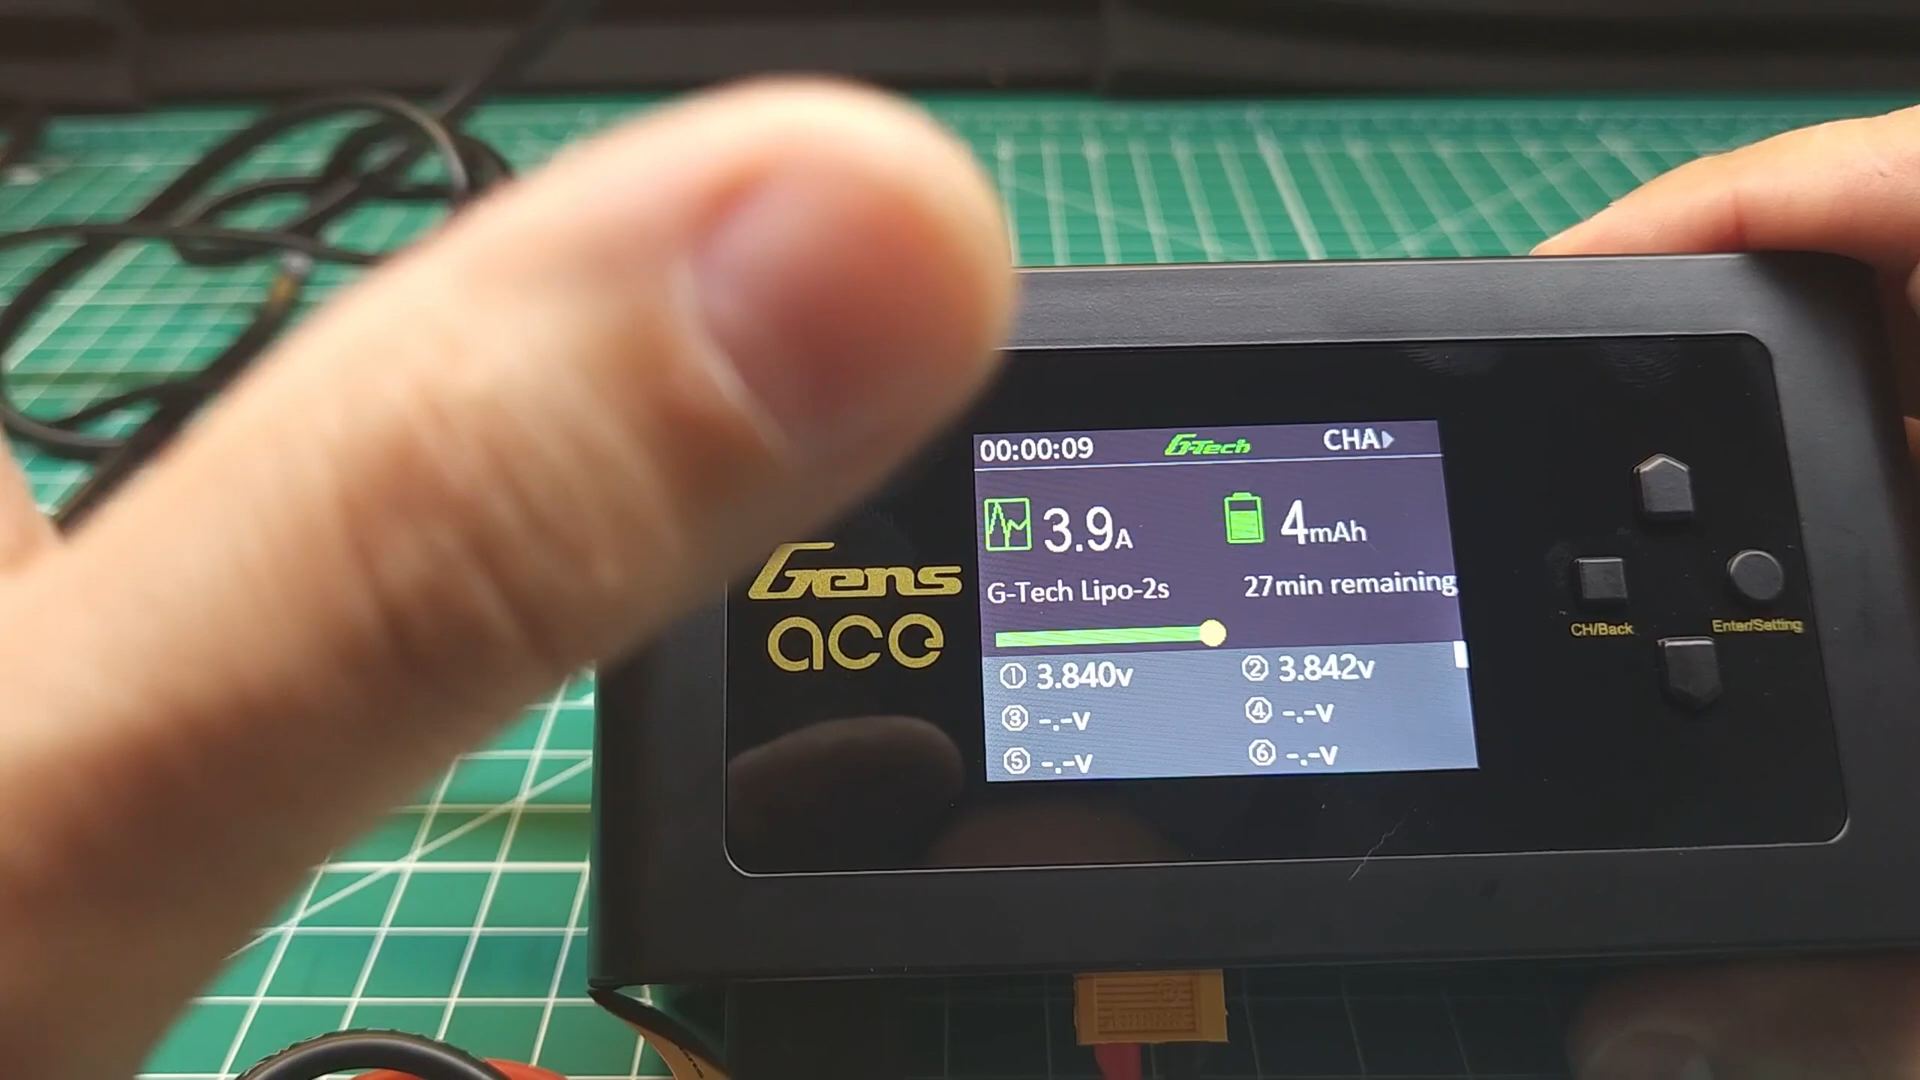 00:00:09 G-Tech CHA
3.9A 4mAh
G-Tech Lipo-2s 27min remaining
① 3.840v ② 3.842v
③ -.-v ④ -.-v
⑤ -.-v ⑥ -.-v
Gens
ace
CH/Back Enter/Setting